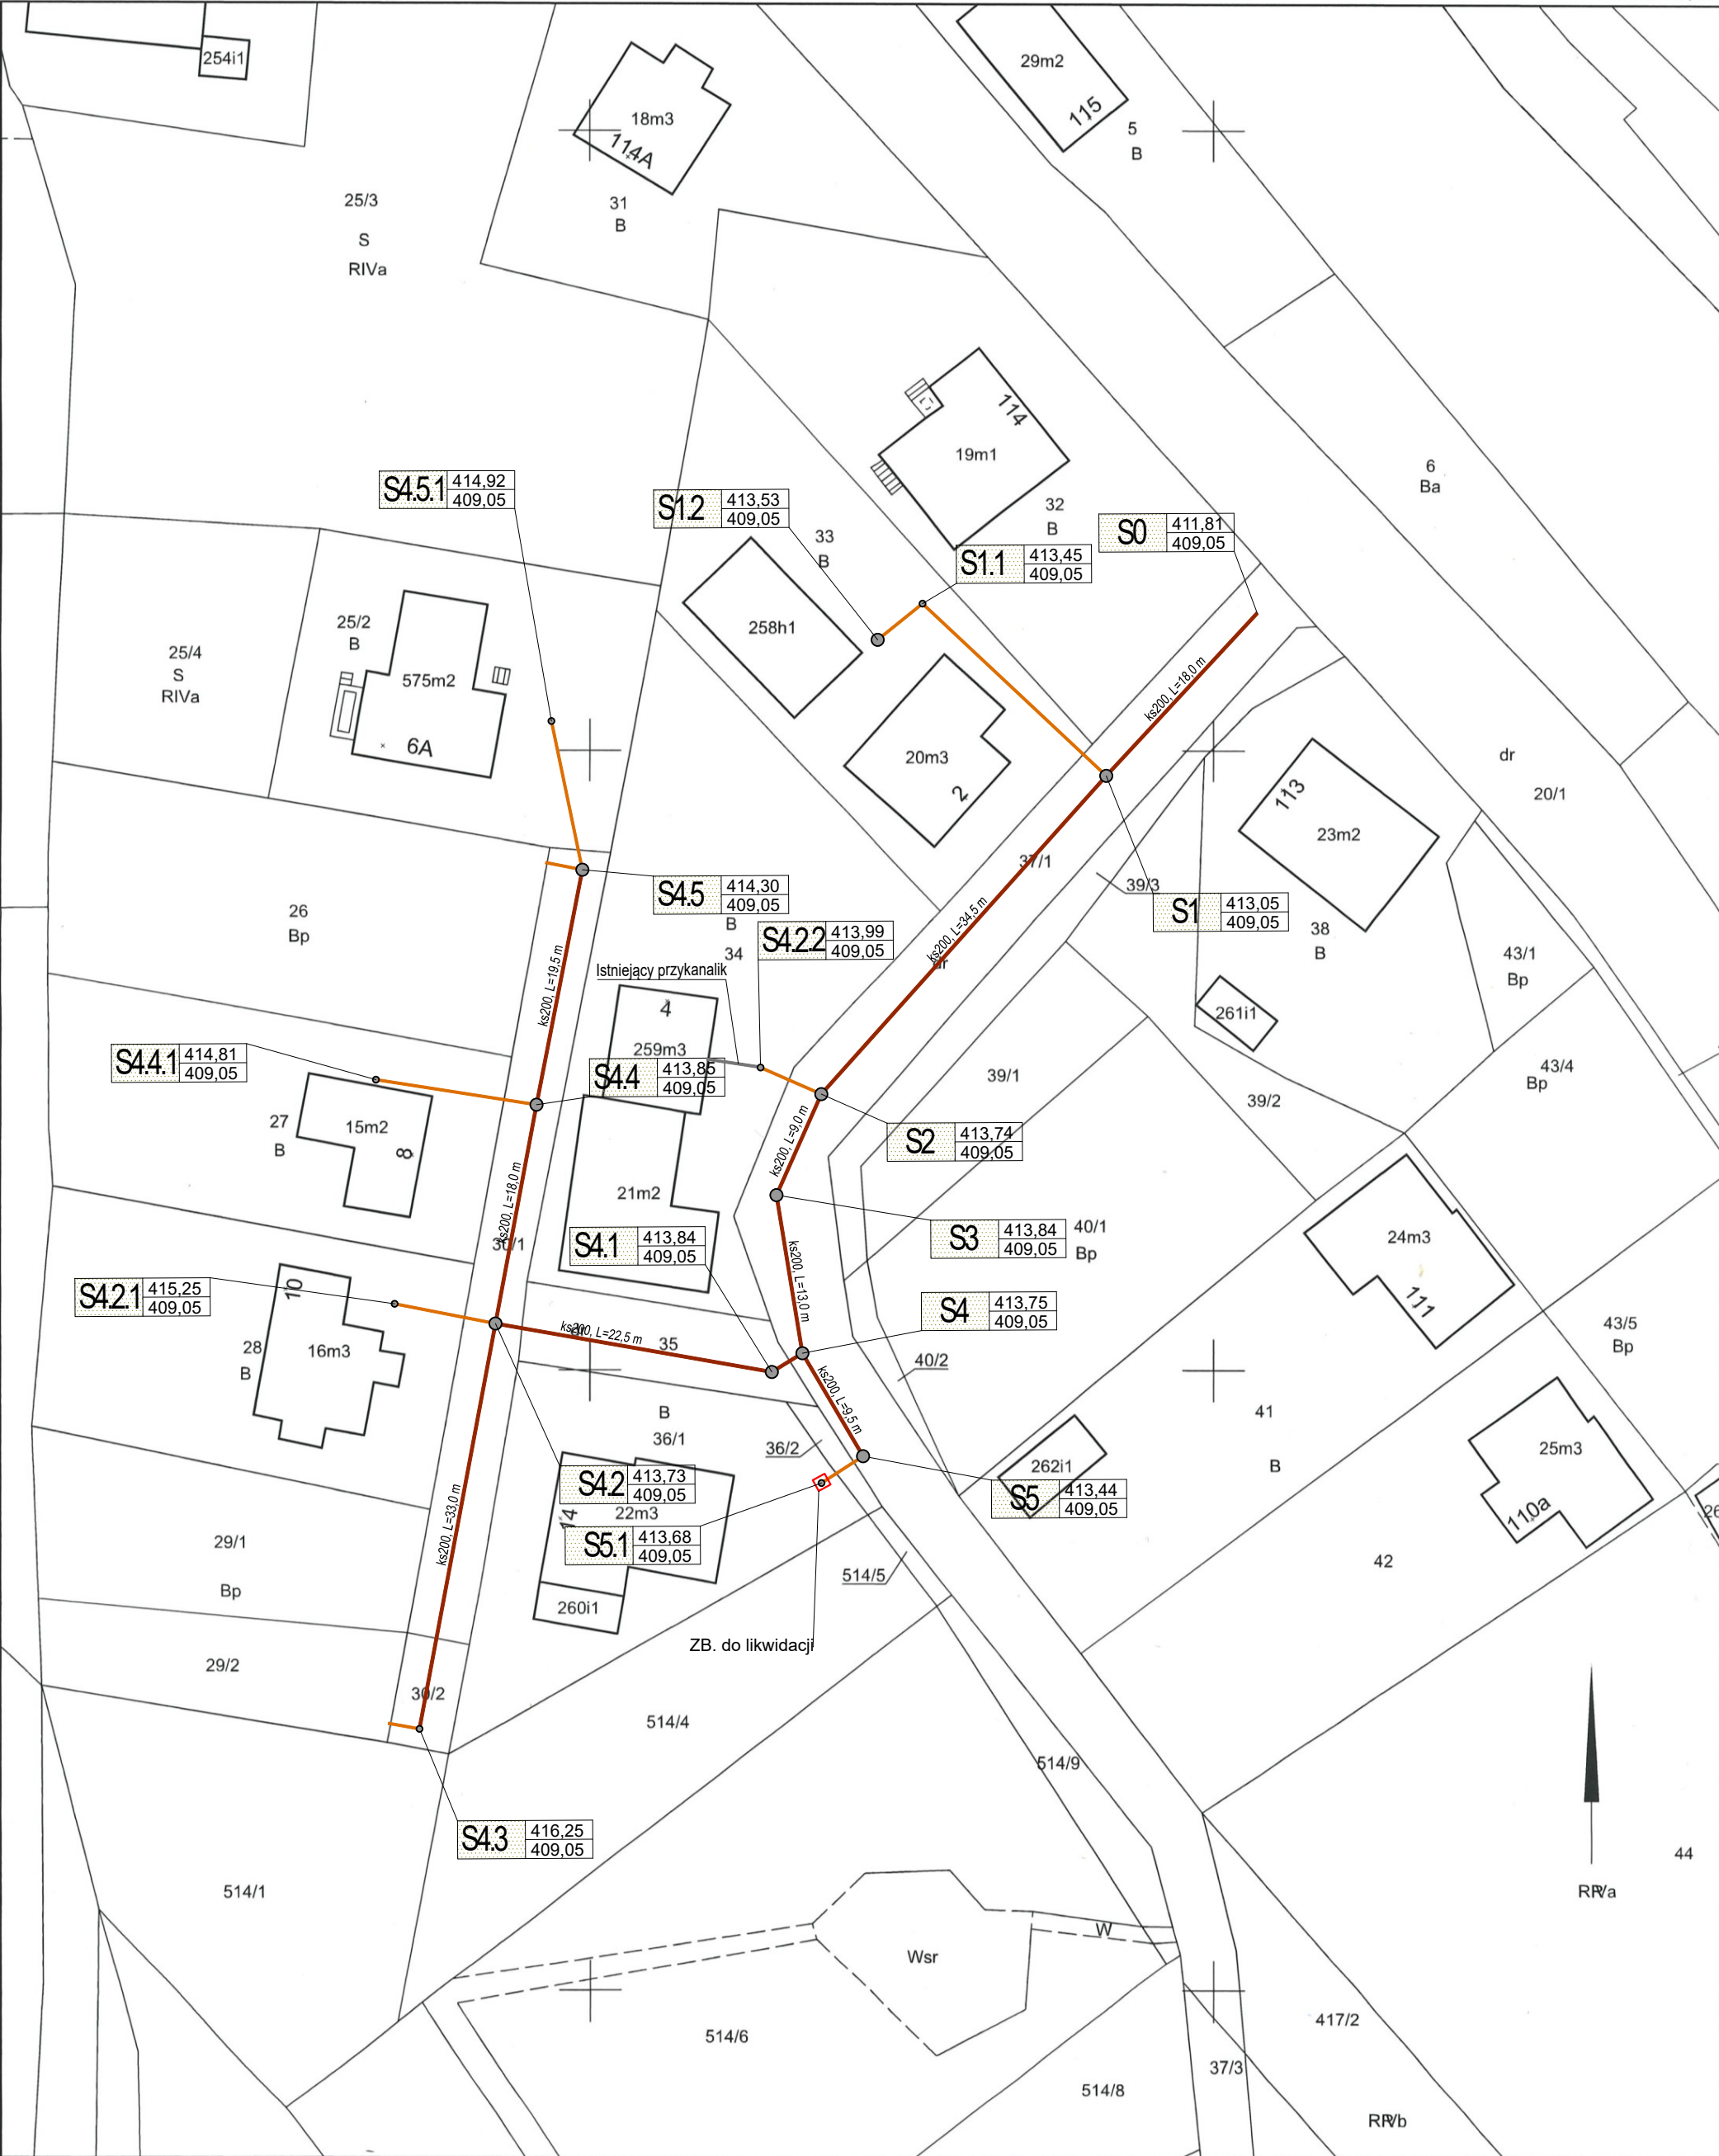 254i1
29m2
115
18m3
114A
5
B
25/3
S
RIVa
31
B
114
19m1
6
Ba
S4.5.1 414,92
409,05
S1.2 413,53
409,05
32
B
S0 411,81
409,05
33
B
S1.1 413,45
409,05
25/2
B
258h1
25/4
S
RIVa
575m2
6A
ks200, L=18,0 m
20m3
2
dr
20/1
113
23m2
37/1
39/3
S4.5 414,30
409,05
S1 413,05
409,05
26
Bp
B
34
S4.2.2 413,99
409,05
38
B
43/1
Bp
ks200, L=34,5 m
dr
Istniejący przykanalik
ks200, L=19,5 m
4
259m3
261i1
S4.4.1 414,81
409,05
S4.4 413,85
409,05
39/1
43/4
Bp
39/2
27
B
15m2
8
ks200, L=9,0 m
S2 413,74
409,05
21m2
ks200, L=18,0 m
30/1
S4.1 413,84
409,05
S3 413,84
409,05
40/1
Bp
24m3
111
S4.2.1 415,25
409,05
10
ks200, L=13,0 m
S4 413,75
409,05
28
B
16m3
ks200, L=22,5 m
dr
35
43/5
Bp
40/2
ks200, L=9,5 m
B
36/1
36/2
41
B
25m3
110a
262i1
S4.2 413,73
409,05
S5 413,44
409,05
14
22m3
S5.1 413,68
409,05
ks200, L=33,0 m
29/1
Bp
514/5
42
260i1
ZB. do likwidacji
29/2
30/2
514/4
514/9
S4.3 416,25
409,05
44
514/1
W
Wsr
514/6
417/2
37/3
514/8